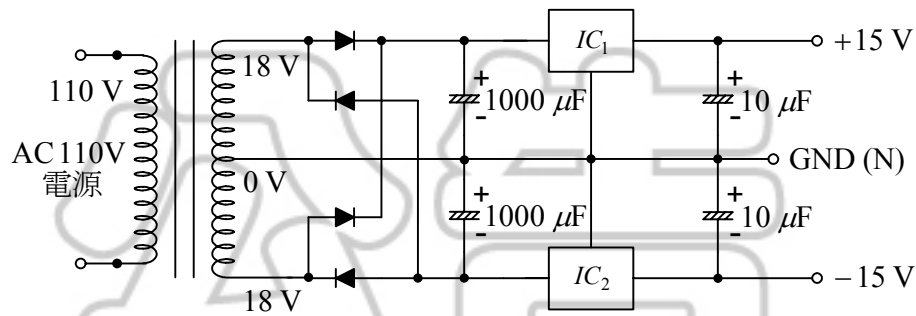 110 V
AC 110V
電源
18 V
0 V
18 V
+
1000 μF
-
+
1000 μF
-
IC₁
IC₂
+
10 μF
-
+
10 μF
-
+15 V
GND (N)
−15 V